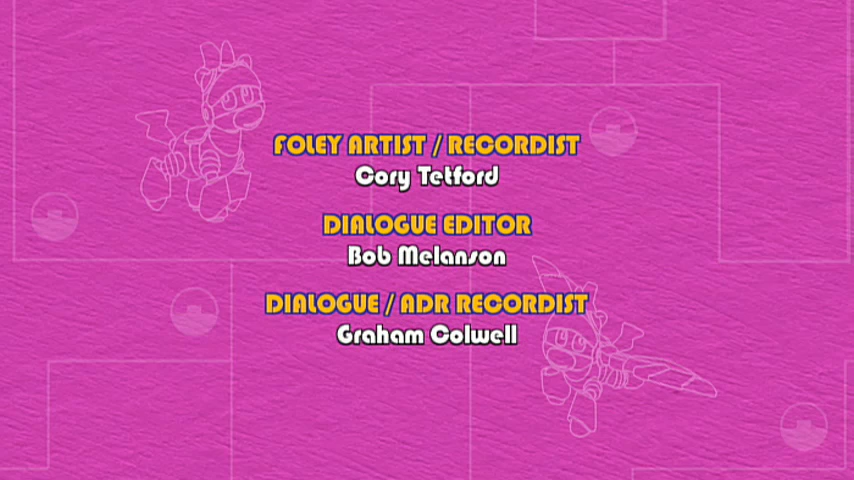 FOLEY ARTIST / RECORDIST
Cory Tetford
DIALOGUE EDITOR
Bob Melanson
DIALOGUE / ADR RECORDIST
Graham Colwell